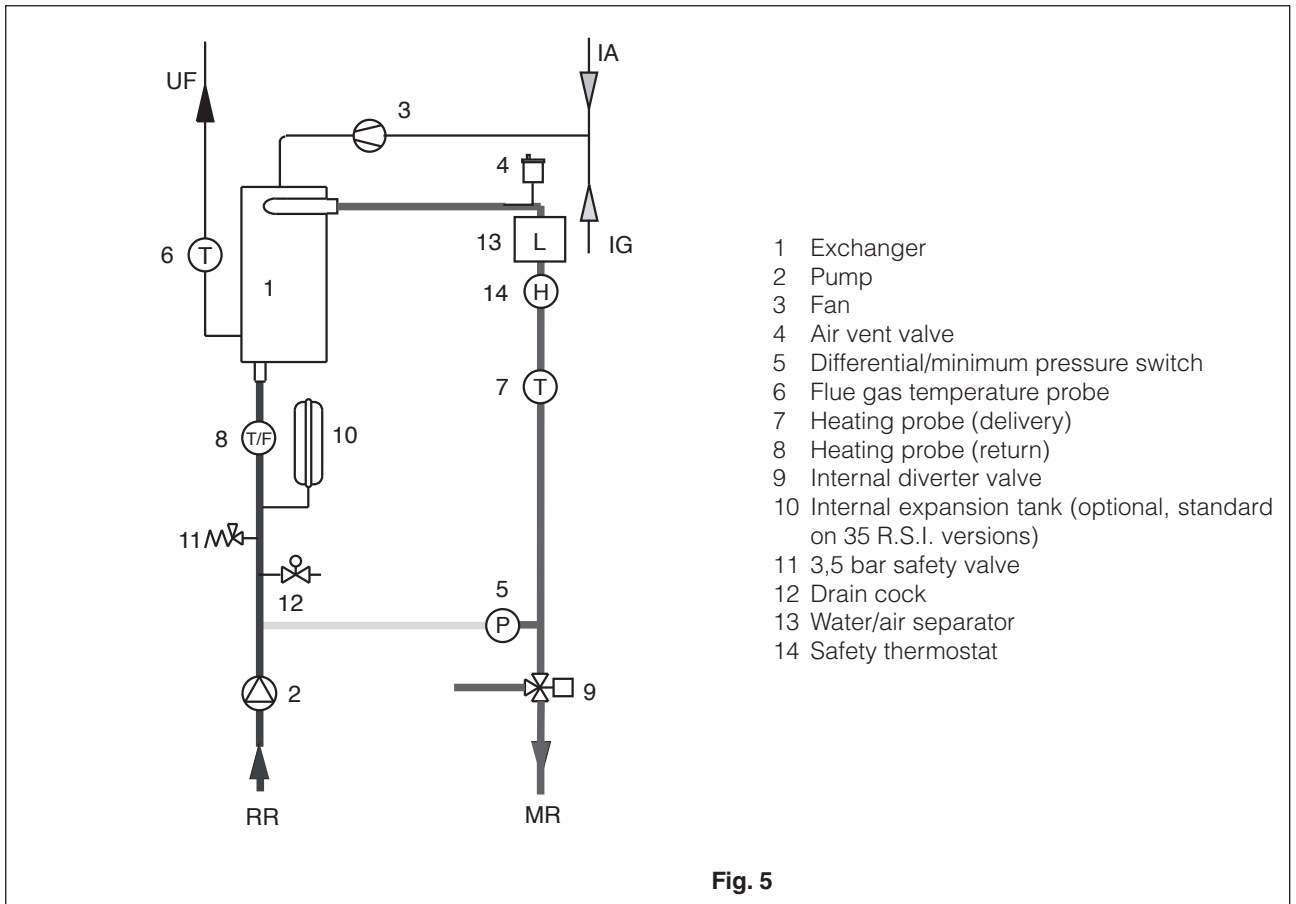 UF
IA
3
4
6 T
1
13 L
IG
14 H
7 T
8 T/F
10
11
12
5
P
2
9
RR
MR
1 Exchanger
2 Pump
3 Fan
4 Air vent valve
5 Differential/minimum pressure switch
6 Flue gas temperature probe
7 Heating probe (delivery)
8 Heating probe (return)
9 Internal diverter valve
10 Internal expansion tank (optional, standard
on 35 R.S.I. versions)
11 3,5 bar safety valve
12 Drain cock
13 Water/air separator
14 Safety thermostat
Fig. 5